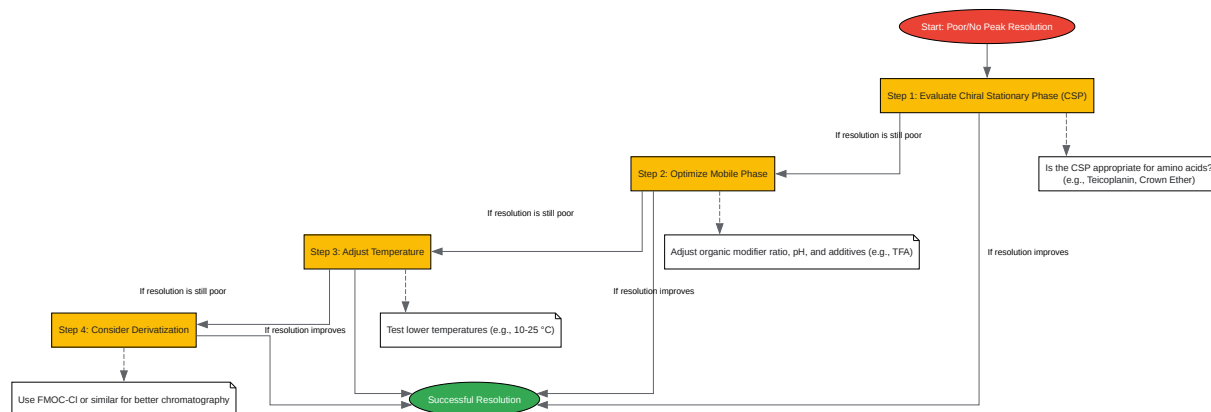 Start: Poor/No Peak Resolution
Step 1: Evaluate Chiral Stationary Phase (CSP)
If resolution is still poor
Is the CSP appropriate for amino acids?
(e.g., Teicoplanin, Crown Ether)
Step 2: Optimize Mobile Phase
If resolution is still poor
Adjust organic modifier ratio, pH, and additives (e.g., TFA)
If resolution improves
Step 3: Adjust Temperature
If resolution is still poor
If resolution improves
Test lower temperatures (e.g., 10-25 °C)
Step 4: Consider Derivatization
If resolution improves
Use FMOC-Cl or similar for better chromatography
Successful Resolution